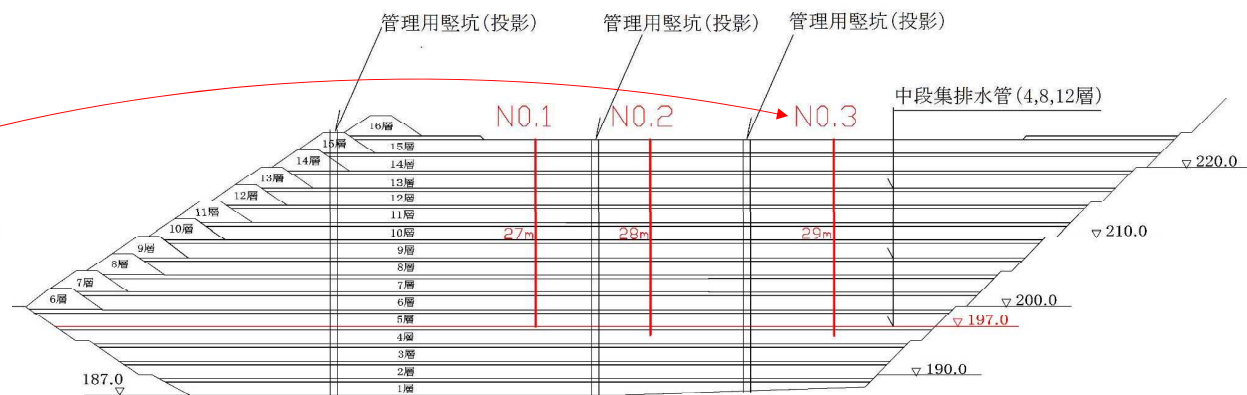 管理用竪坑(投影)
管理用竪坑(投影)
管理用竪坑(投影)
中段集排水管(4,8,12層)
NO.1
NO.2
NO.3
16層
15層
15層
14層
14層
13層
13層
12層
12層
11層
11層
10層
10層
9層
9層
8層
8層
7層
7層
6層
6層
5層
4層
3層
2層
1層
27m
28m
29m
▽ 220.0
▽ 210.0
▽ 200.0
▽ 197.0
▽ 190.0
187.0
▽